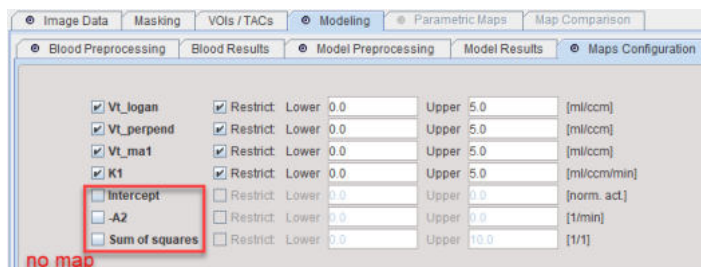 Image Data Masking VOIs / TACs Modeling Parametric Maps Map Comparison
Blood Preprocessing Blood Results Model Preprocessing Model Results Maps Configuration
Vt_logan Restrict Lower 0.0 Upper 5.0 [ml/ccm]
Vt_perpend Restrict Lower 0.0 Upper 5.0 [ml/ccm]
Vt_ma1 Restrict Lower 0.0 Upper 5.0 [ml/ccm]
K1 Restrict Lower 0.0 Upper 5.0 [ml/ccm/min]
Intercept Restrict Lower 0.0 Upper 0.0 [norm. act.]
-A2 Restrict Lower 0.0 Upper 0.0 [1/min]
Sum of squares Restrict Lower 0.0 Upper 10.0 [1/1]
no map